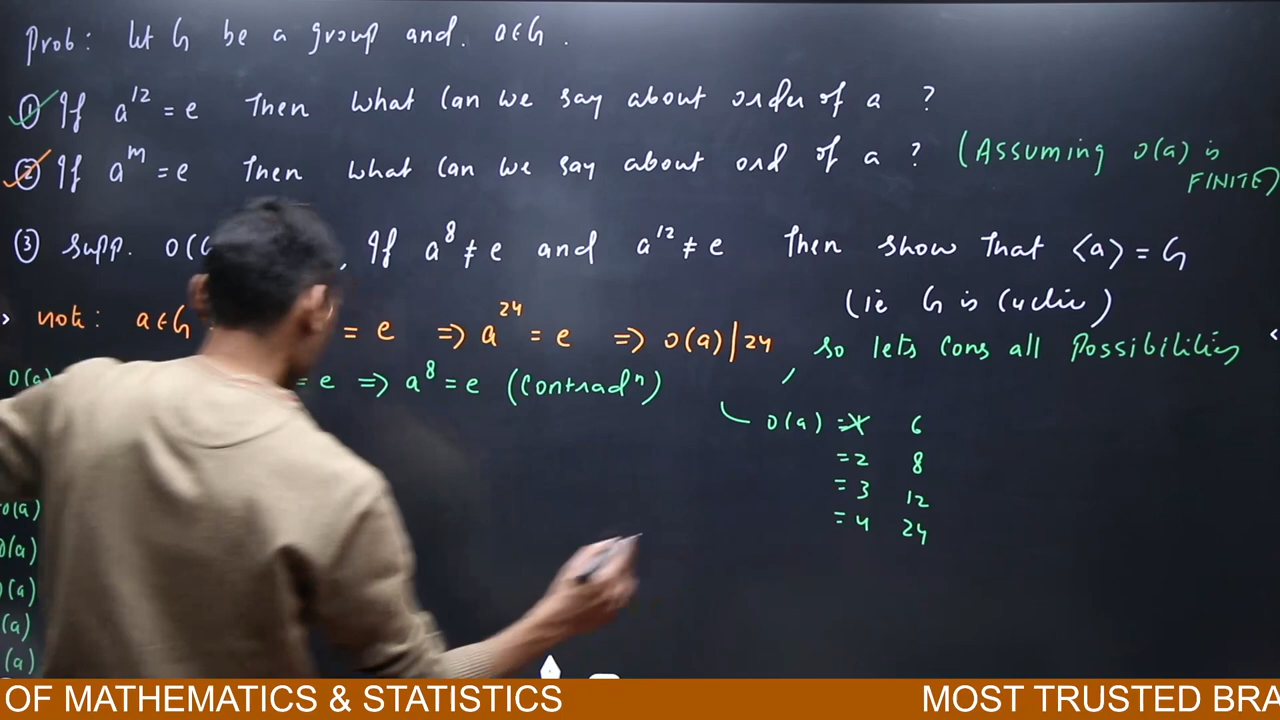 Prob: let G be a group and. a∈G.
① If a^12 = e Then what can we say about order of a ?
② If a^m = e Then what can we say about ord of a ? (Assuming o(a) is FINITE)
③ Supp. o(G , If a^8 ≠ e and a^12 ≠ e Then show that <a> = G
(ie G is Cyclic)
note: a∈G = e => a^24 = e => o(a)|24 so lets Cons all Possibilities
o(a) = e => a^8 = e (Contrad^n)
o(a) = 1 6
= 2 8
= 3 12
= 4 24
o(a)
o(a)
o(a)
(a)
(a)
OF MATHEMATICS & STATISTICS MOST TRUSTED BRA